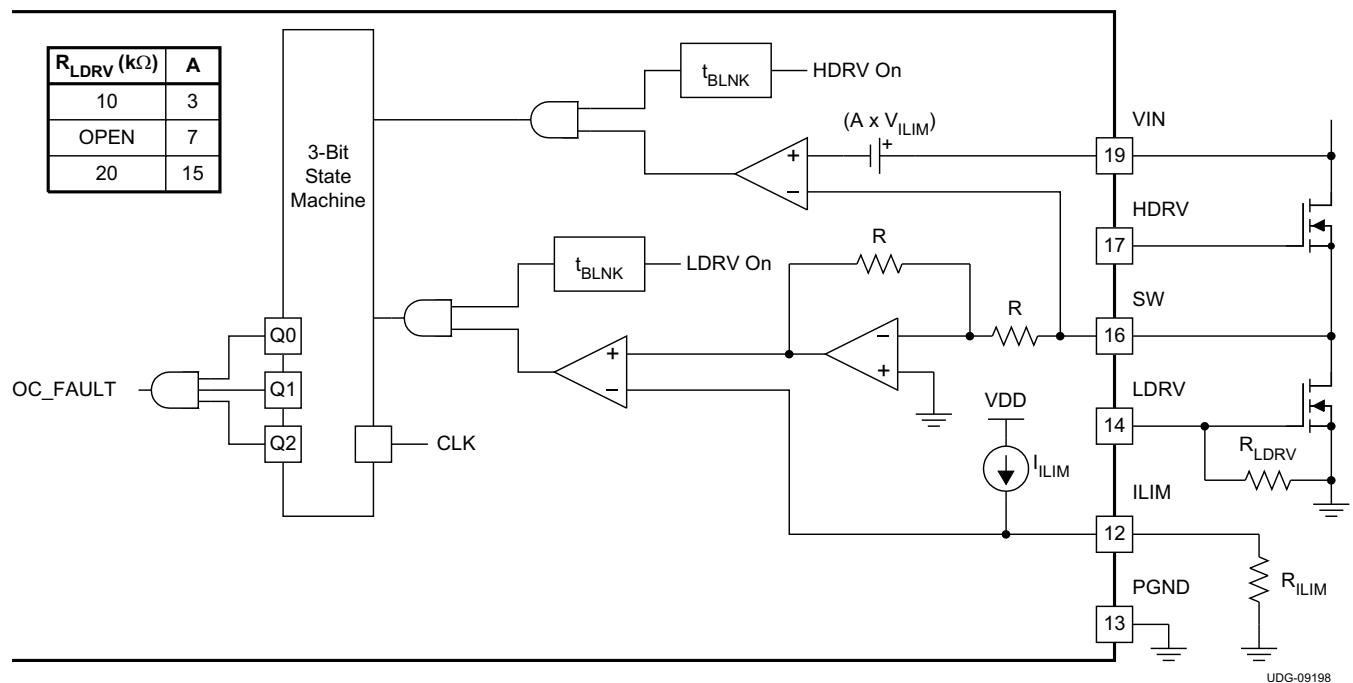 R_LDRV (kΩ) A
10 3
OPEN 7
20 15
3-Bit
State
Machine
t_BLNK
HDRV On
(A x V_ILIM)
+
+
−
VIN
19
HDRV
17
R
t_BLNK
LDRV On
R
SW
16
−
+
+
−
Q0
Q1
Q2
OC_FAULT
CLK
VDD
I_ILIM
LDRV
14
R_LDRV
ILIM
12
R_ILIM
PGND
13
UDG-09198